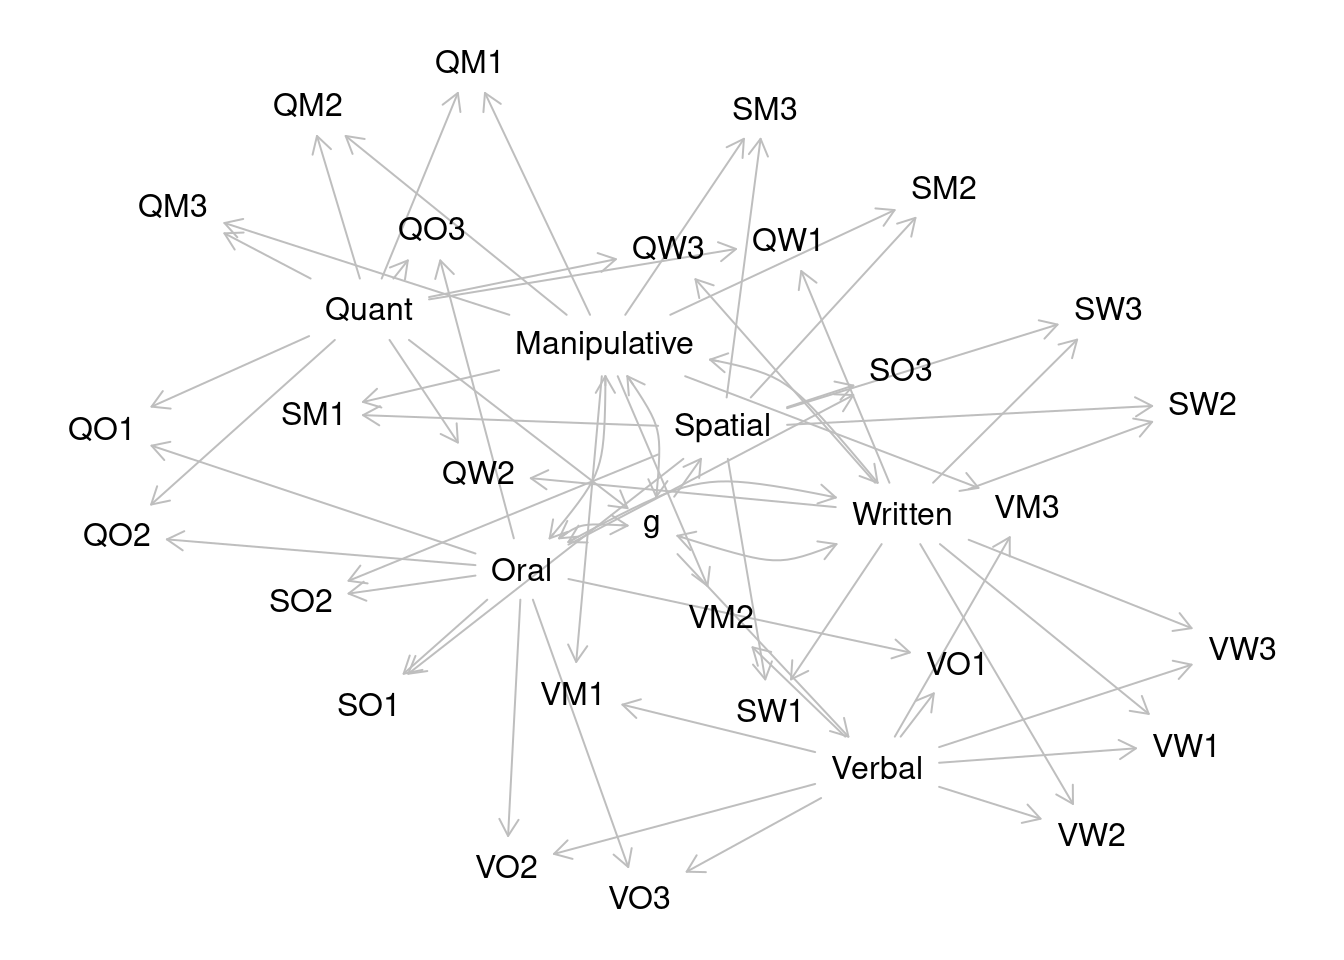 QM1
QM2
SM3
SM2
QM3
QO3
QW3
QW1
Quant
SW3
Manipulative
SO3
SW2
SM1
Spatial
QO1
QW2
VM3
Written
g
QO2
Oral
SO2
VM2
VW3
VO1
VM1
SO1
SW1
VW1
Verbal
VW2
VO2
VO3